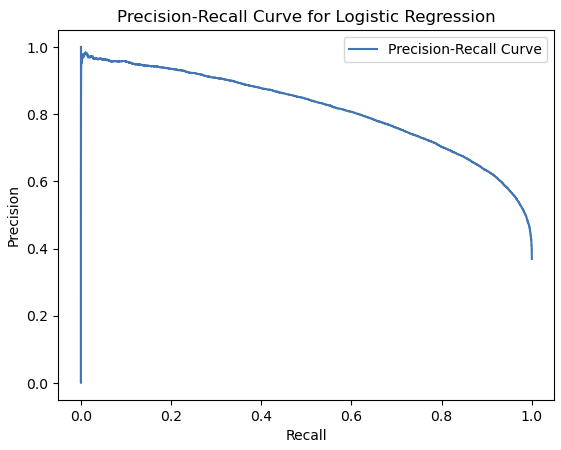 Precision-Recall Curve for Logistic Regression
Precision-Recall Curve
1.0
0.8
0.6
0.4
0.2
0.0
Precision
0.0 0.2 0.4 0.6 0.8 1.0
Recall